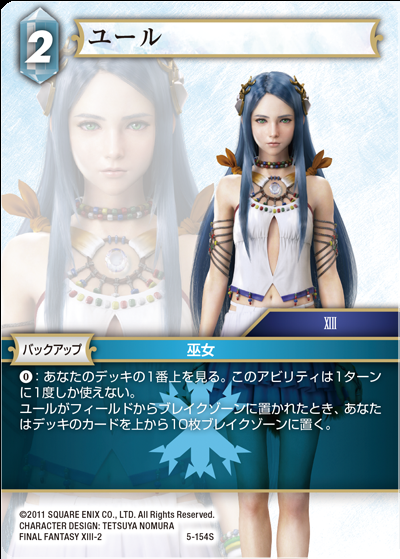 2
ユール
XIII
バックアップ
巫女
0：あなたのデッキの1番上を見る。このアビリティは1ターン
に1度しか使えない。
ユールがフィールドからブレイクゾーンに置かれたとき、あなた
はデッキのカードを上から10枚ブレイクゾーンに置く。
©2011 SQUARE ENIX CO., LTD. All Rights Reserved.
CHARACTER DESIGN: TETSUYA NOMURA
FINAL FANTASY XIII-2
5-154S